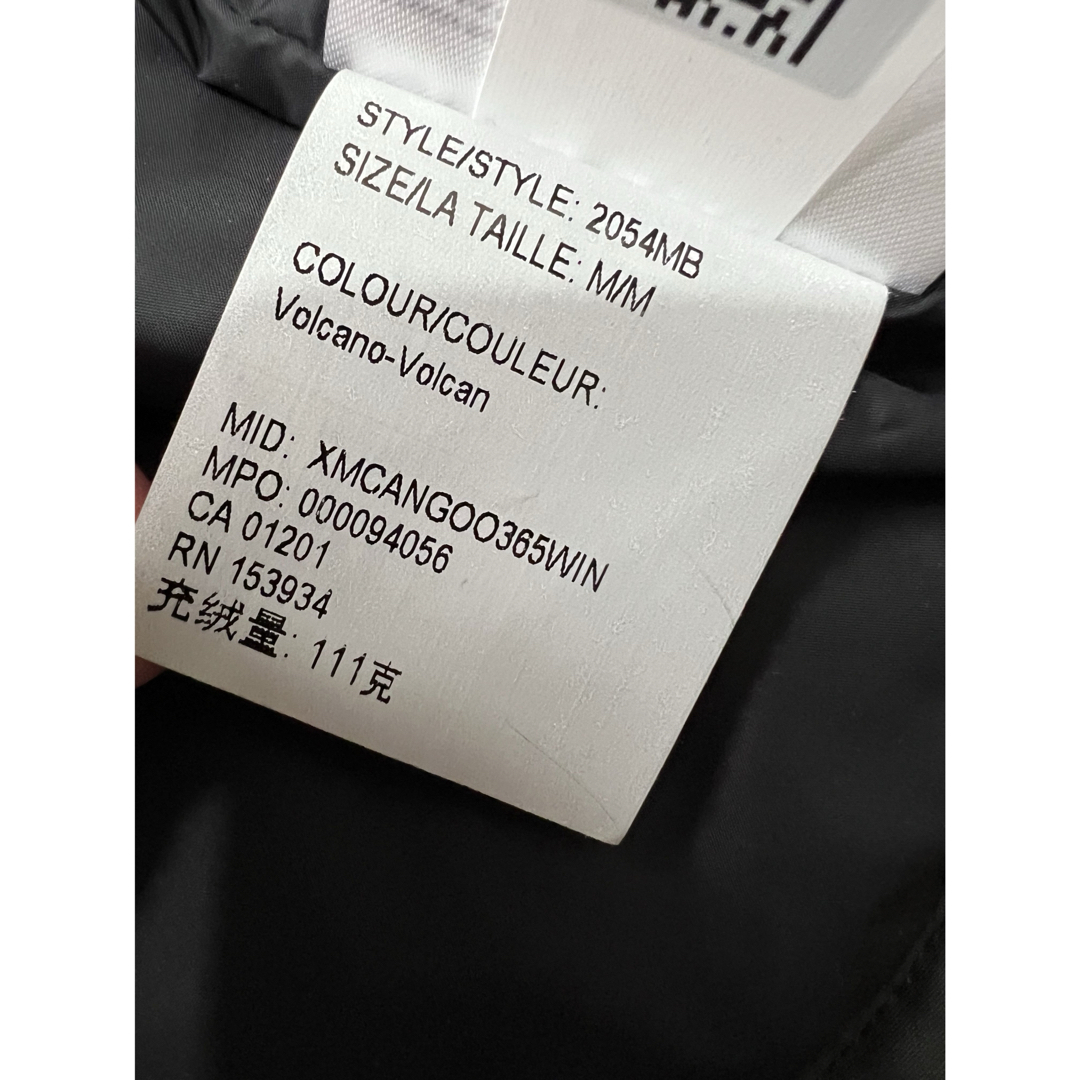 STYLE/STYLE: 2054MB
SIZE/LA TAILLE: M/M
COLOUR/COULEUR:
Volcano-Volcan
MID: XMCANGOO365WIN
MPO: 000094056
CA 01201
RN 153934
充绒量: 111克